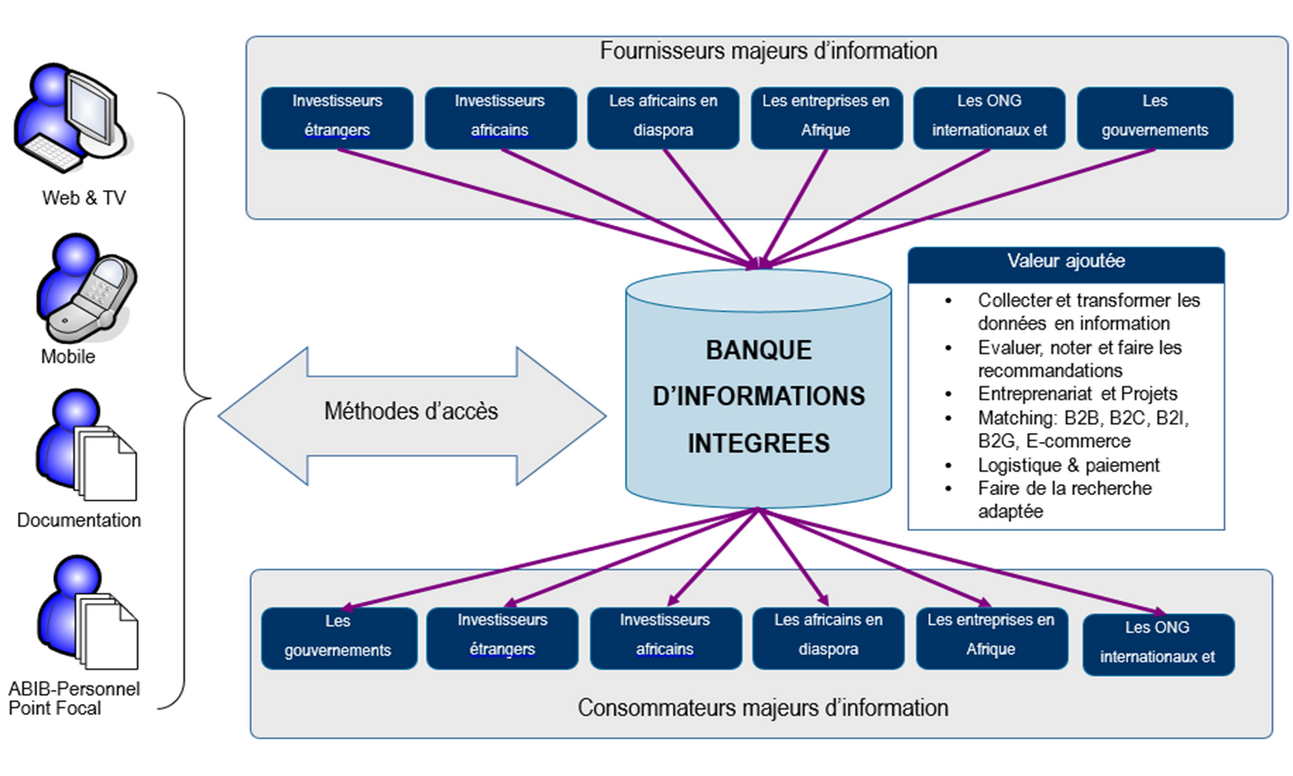 Fournisseurs majeurs d'information
Investisseurs
étrangers
Investisseurs
africains
Les africains en
diaspora
Les entreprises en
Afrique
Les ONG
internationaux et
Les
gouvernements
Web & TV
Mobile
Documentation
ABIB-Personnel
Point Focal
Méthodes d'accès
BANQUE
D'INFORMATIONS
INTEGREES
Valeur ajoutée
• Collecter et transformer les
données en information
• Evaluer, noter et faire les
recommandations
• Entreprenariat et Projets
• Matching: B2B, B2C, B2I,
B2G, E-commerce
• Logistique & paiement
• Faire de la recherche
adaptée
Les
gouvernements
Investisseurs
étrangers
Investisseurs
africains
Les africains en
diaspora
Les entreprises en
Afrique
Les ONG
internationaux et
Consommateurs majeurs d'information